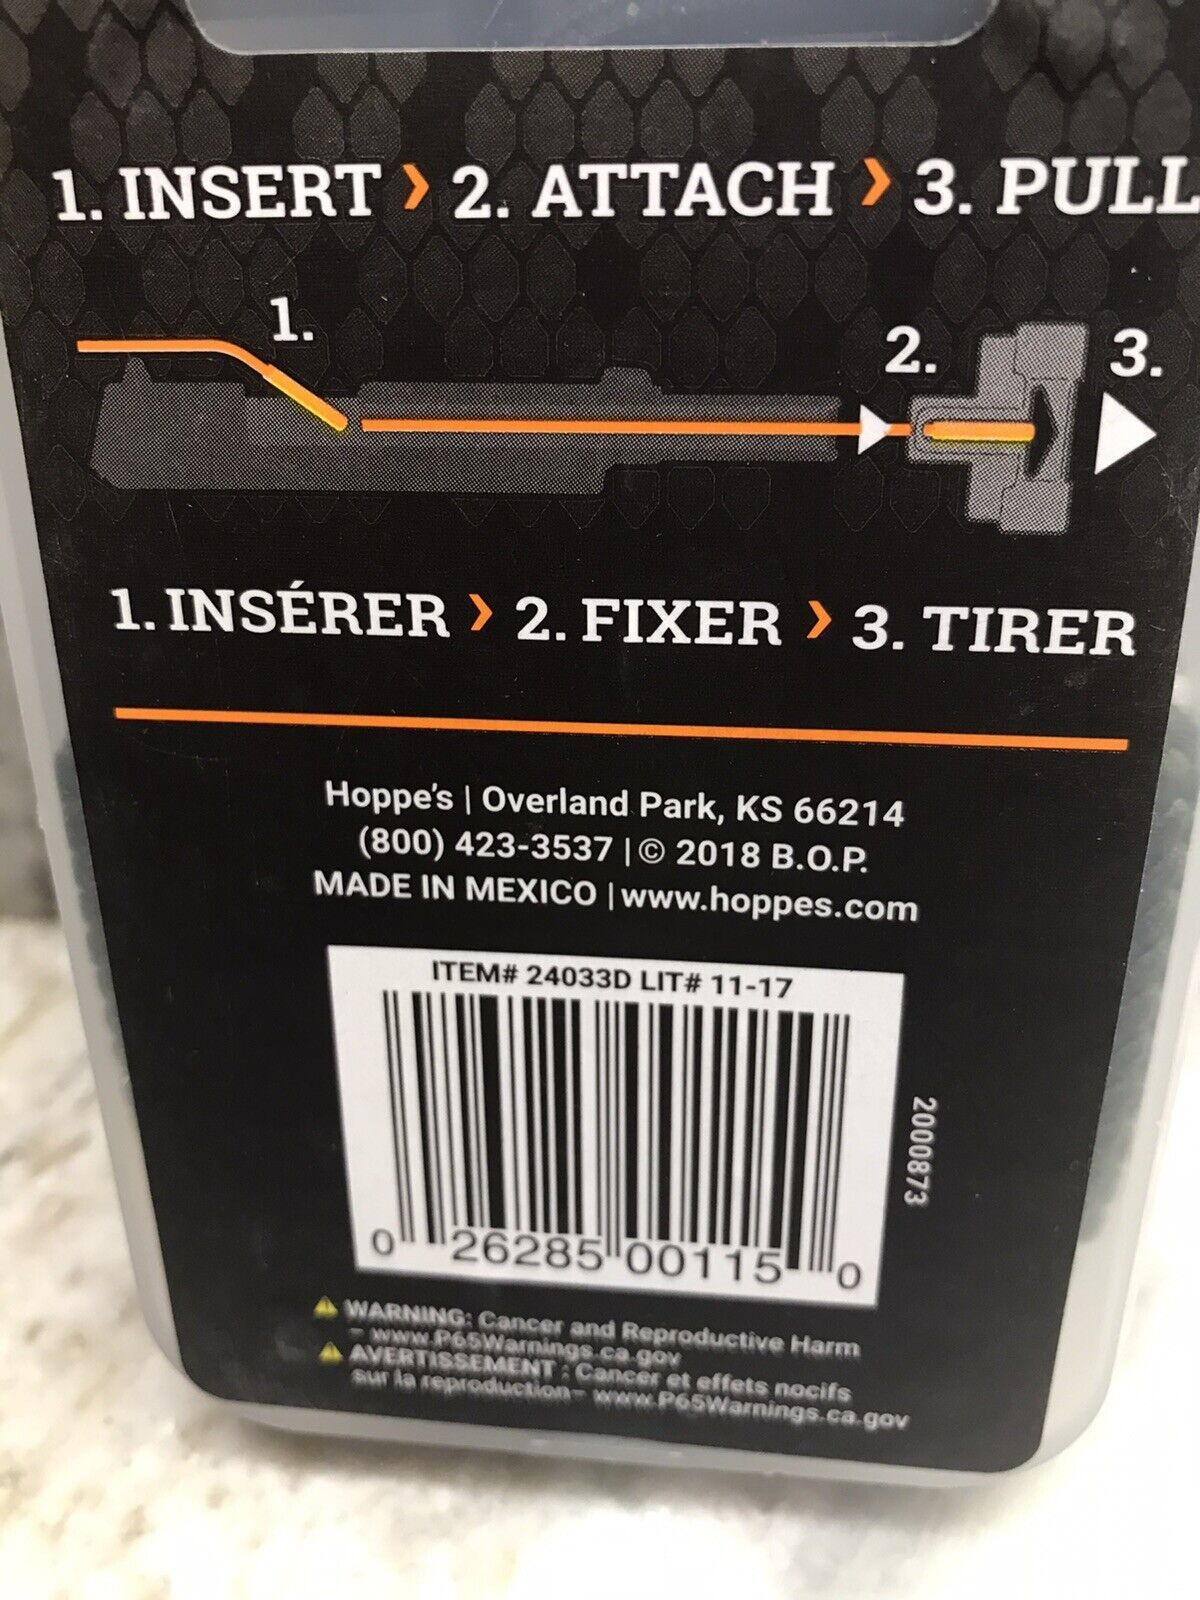 1. INSERT › 2. ATTACH › 3. PULL
1.
2.
3.
1. INSÉRER › 2. FIXER › 3. TIRER
Hoppe's | Overland Park, KS 66214
(800) 423-3537 | © 2018 B.O.P.
MADE IN MEXICO | www.hoppes.com
ITEM# 24033D LIT# 11-17
0 26285 00115 0
2000873
WARNING: Cancer and Reproductive Harm
- www.P65Warnings.ca.gov
AVERTISSEMENT : Cancer et effets nocifs
sur la reproduction- www.P65Warnings.ca.gov